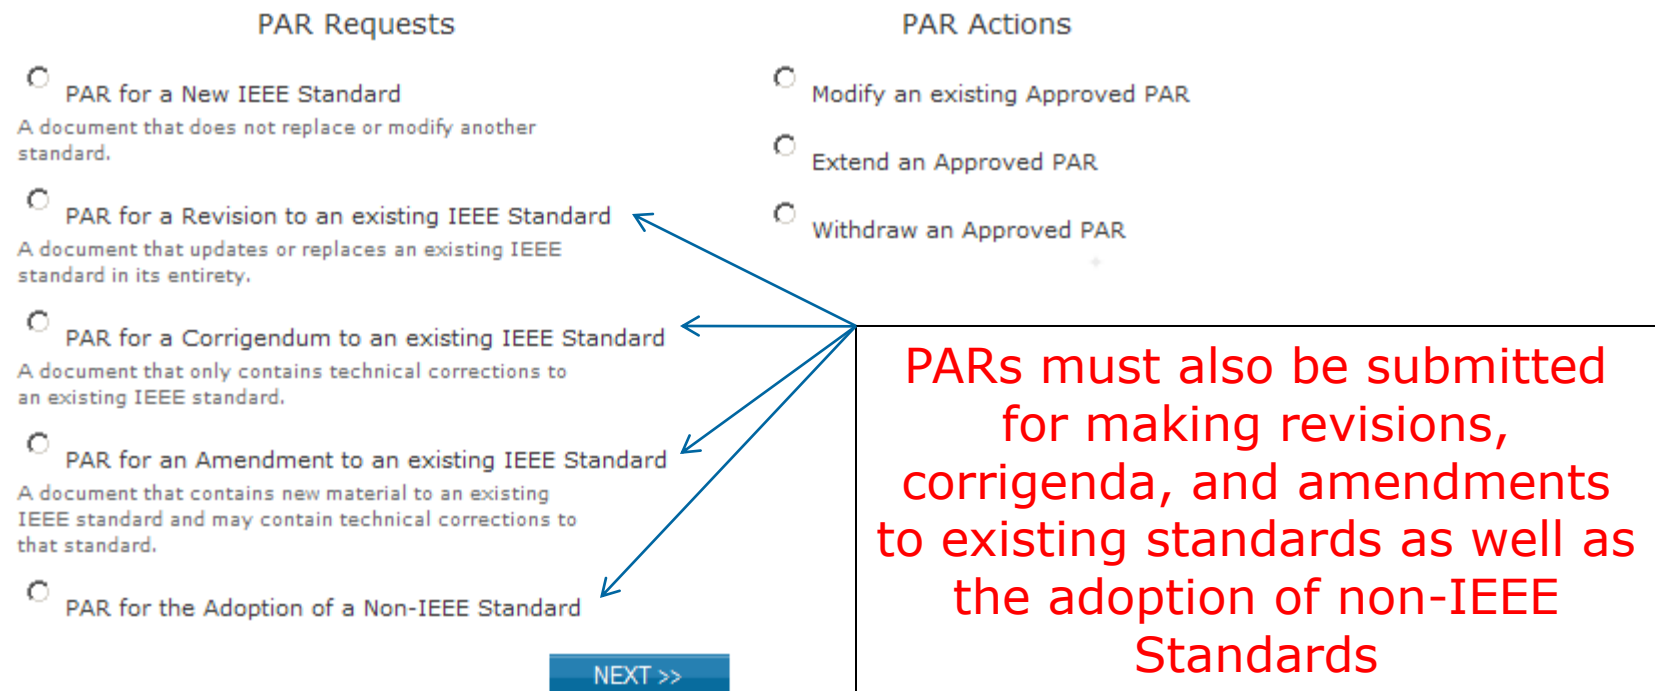 PAR Requests
PAR for a New IEEE Standard
A document that does not replace or modify another
standard.
PAR for a Revision to an existing IEEE Standard
A document that updates or replaces an existing IEEE
standard in its entirety.
PAR for a Corrigendum to an existing IEEE Standard
A document that only contains technical corrections to
an existing IEEE standard.
PAR for an Amendment to an existing IEEE Standard
A document that contains new material to an existing
IEEE standard and may contain technical corrections to
that standard.
PAR for the Adoption of a Non-IEEE Standard
NEXT >>
PAR Actions
Modify an existing Approved PAR
Extend an Approved PAR
Withdraw an Approved PAR
PARs must also be submitted
for making revisions,
corrigenda, and amendments
to existing standards as well as
the adoption of non-IEEE
Standards